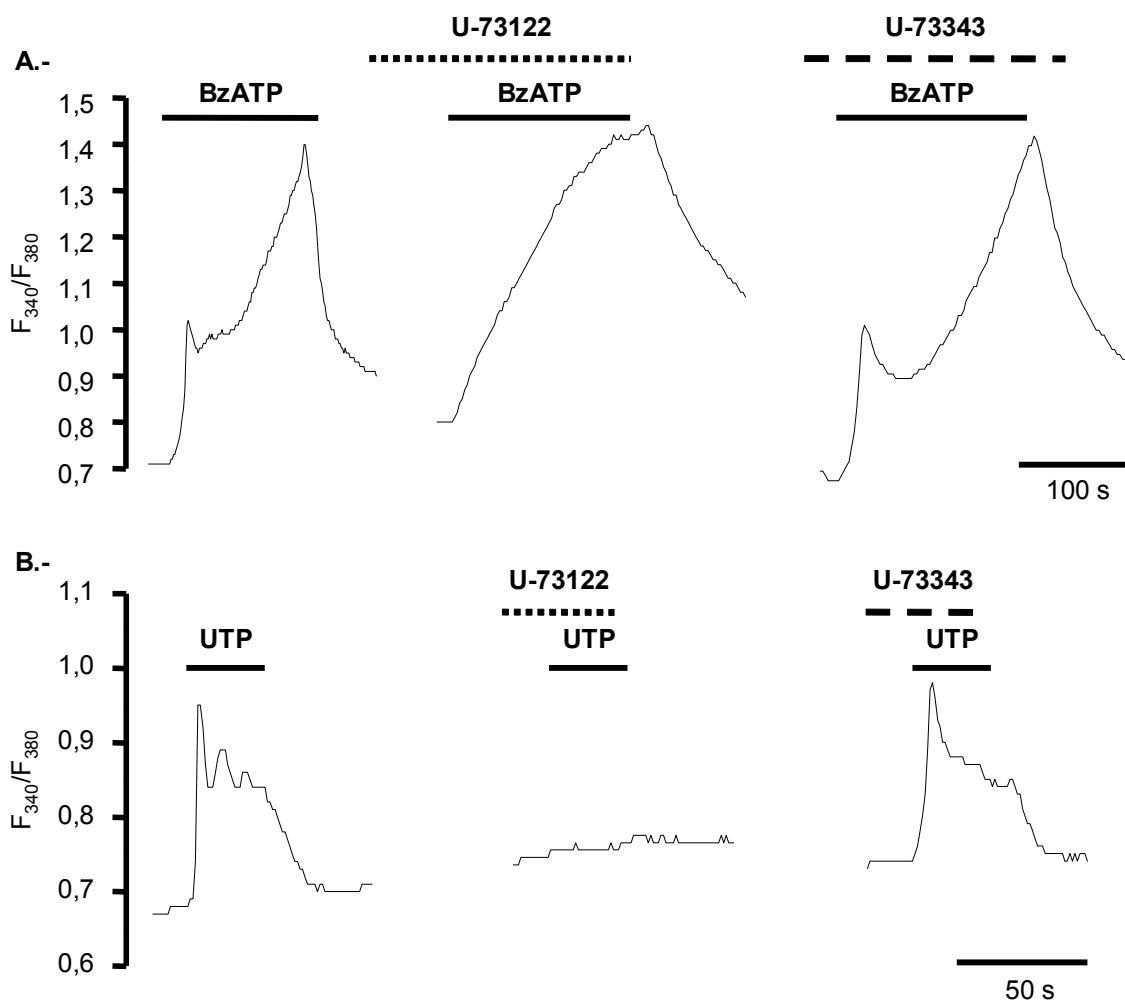 U-73122 U-73343
A.-
BzATP BzATP BzATP
1,5
1,4
1,3
1,2
1,1
1,0
0,9
0,8
0,7
F340/F380
100 s
B.-
U-73122 U-73343
UTP UTP UTP
1,1
1,0
0,9
0,8
0,7
0,6
F340/F380
50 s